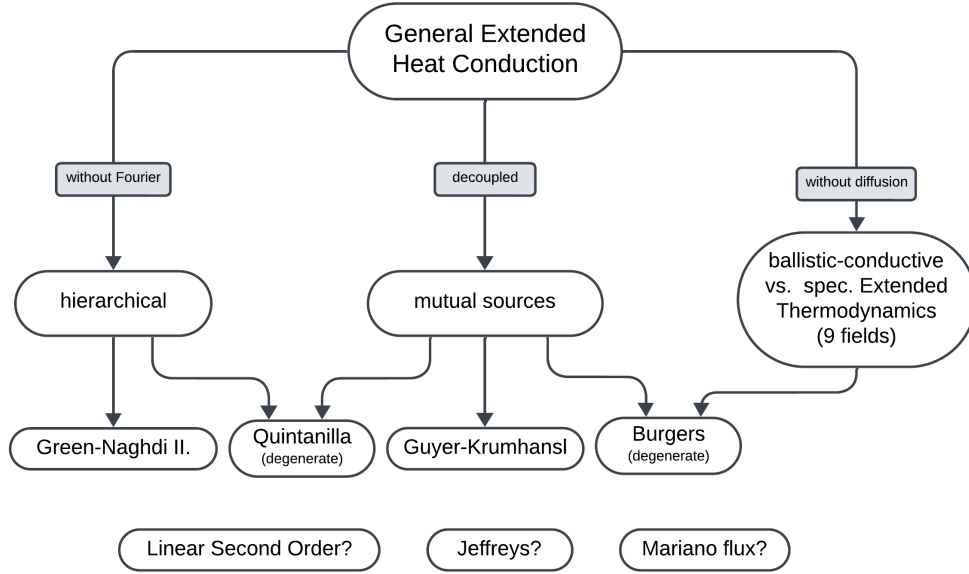 General Extended
Heat Conduction
without Fourier
decoupled
without diffusion
hierarchical
mutual sources
ballistic-conductive
vs. spec. Extended
Thermodynamics
(9 fields)
Green-Naghdi II.
Quintanilla
(degenerate)
Guyer-Krumhansl
Burgers
(degenerate)
Linear Second Order?
Jeffreys?
Mariano flux?